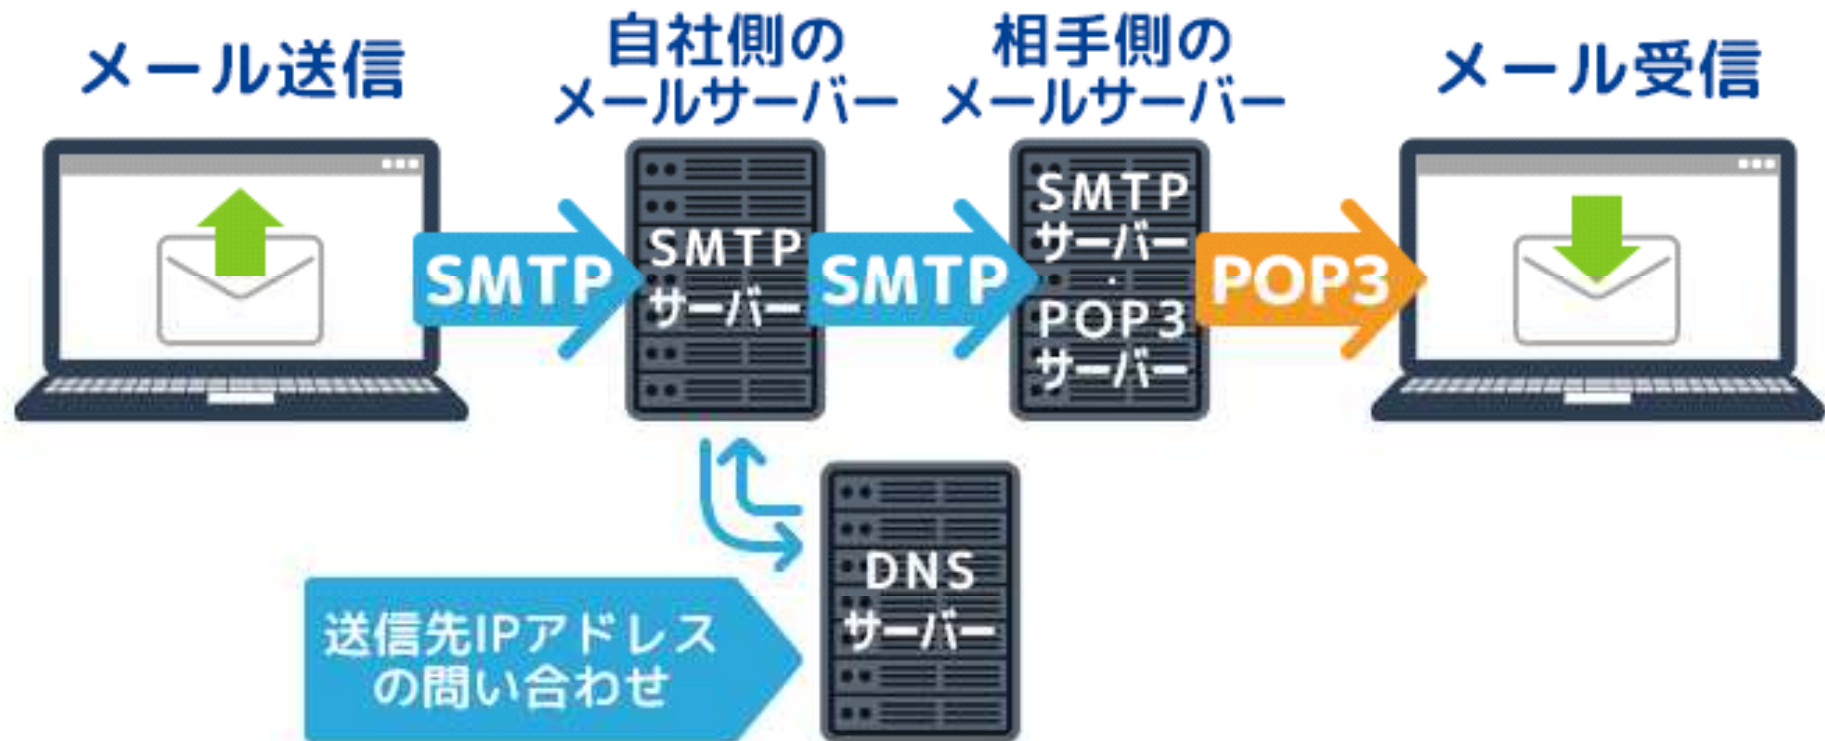 メール送信
自社側の
メールサーバー
相手側の
メールサーバー
メール受信
SMTP
SMTP
サーバー
SMTP
SMTP
サーバー
・
POP3
サーバー
POP3
送信先IPアドレス
の問い合わせ
DNS
サーバー